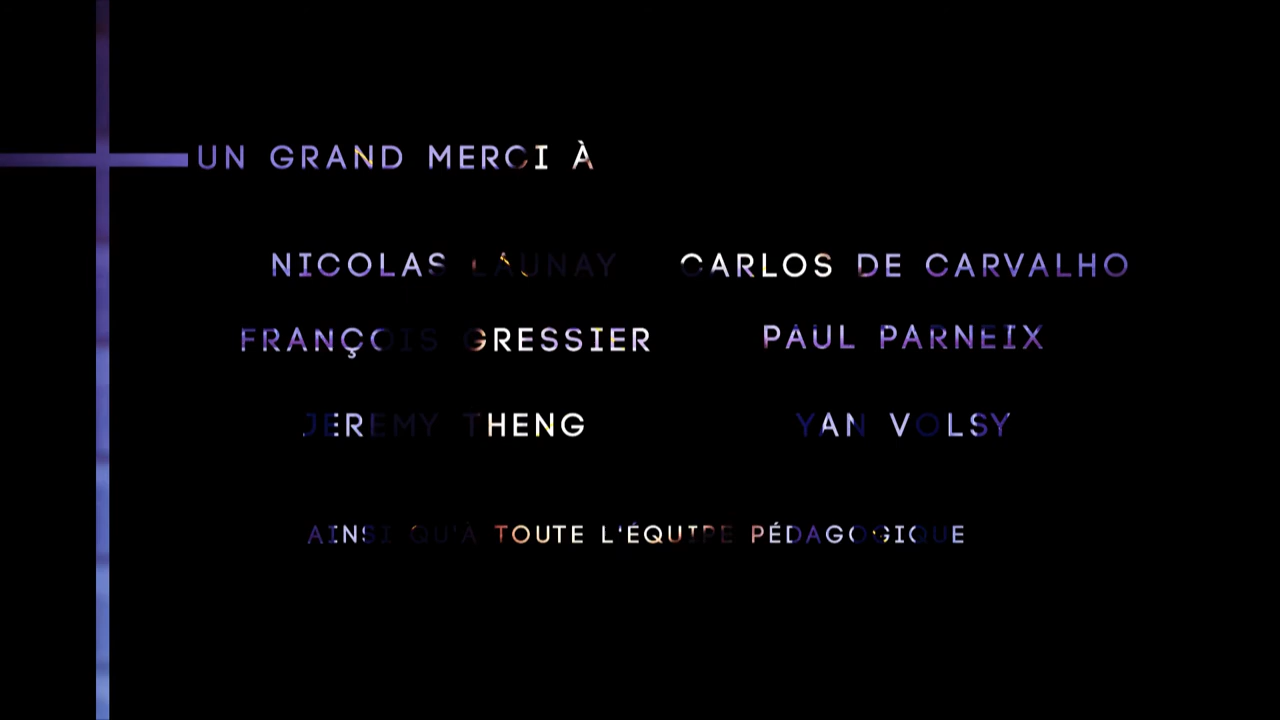 UN GRAND MERCI À
NICOLAS LAUNAY CARLOS DE CARVALHO
FRANÇOIS GRESSIER PAUL PARNEIX
JEREMY THENG YAN VOLSY
AINSI QU'À TOUTE L'ÉQUIPE PÉDAGOGIQUE